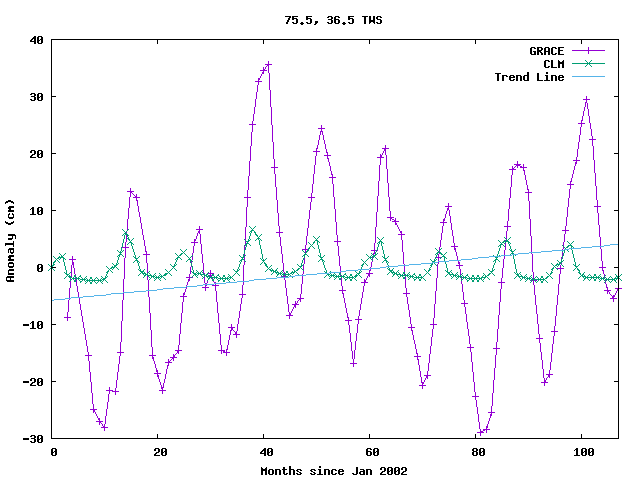 75.5, 36.5 TWS
GRACE
CLM
Trend Line
40
30
20
10
0
-10
-20
-30
Anomaly (cm)
0 20 40 60 80 100
Months since Jan 2002